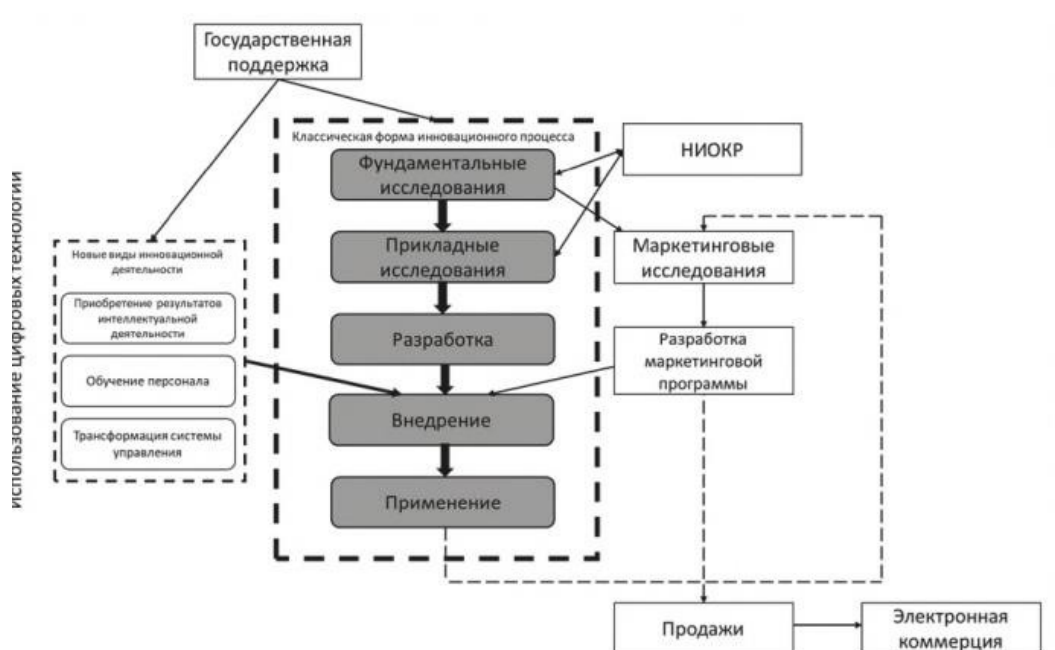 Государственная
поддержка
Классическая форма инновационного процесса
Фундаментальные
исследования
НИОКР
использование цифровых технологии
Прикладные
исследования
Маркетинговые
исследования
Новые виды инновационной
деятельности
Приобретение результатов
интеллектуальной
деятельности
Разработка
Разработка
маркетинговой
программы
Обучение персонала
Внедрение
Трансформация системы
управления
Применение
Продажи
Электронная
коммерция